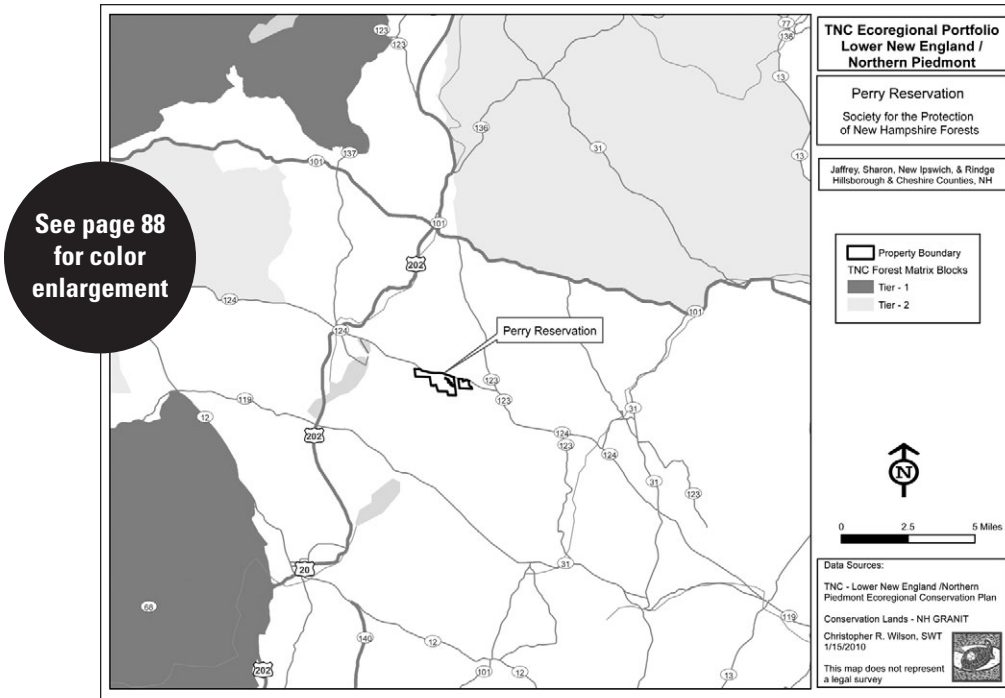 See page 88
for color
enlargement
TNC Ecoregional Portfolio
Lower New England /
Northern Piedmont
Perry Reservation
Society for the Protection
of New Hampshire Forests
Jaffrey, Sharon, New Ipswich, & Rindge
Hillsborough & Cheshire Counties, NH
Property Boundary
TNC Forest Matrix Blocks
Tier - 1
Tier - 2
N
0 2.5 5 Miles
Data Sources:
TNC - Lower New England /Northern
Piedmont Ecoregional Conservation Plan
Conservation Lands - NH GRANIT
Christopher R. Wilson, SWT
1/15/2010
This map does not represent
a legal survey
123
123
77
136
13
136
31
13
137
101
101
202
124
124
101
Perry Reservation
123
123
119
12
202
31
124
123
124
31
123
20
31
68
119
140
12
202
101
12
13